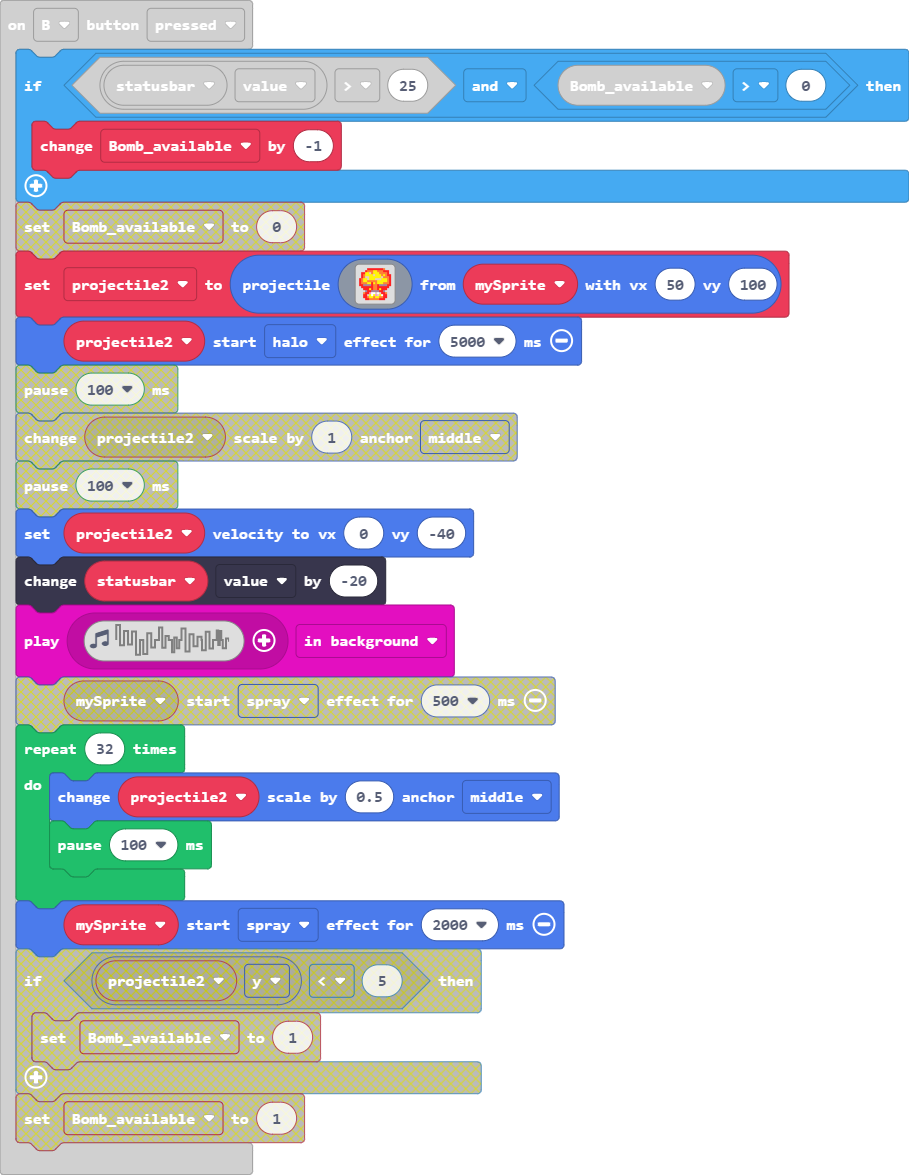 on B button pressed
if statusbar value > 25 and Bomb_available > 0 then
change Bomb_available by -1
set Bomb_available to 0
set projectile2 to projectile from mySprite with vx 50 vy 100
projectile2 start halo effect for 5000 ms
pause 100 ms
change projectile2 scale by 1 anchor middle
pause 100 ms
set projectile2 velocity to vx 0 vy -40
change statusbar value by -20
play in background
mySprite start spray effect for 500 ms
repeat 32 times
do
change projectile2 scale by 0.5 anchor middle
pause 100 ms
mySprite start spray effect for 2000 ms
if projectile2 y < 5 then
set Bomb_available to 1
set Bomb_available to 1